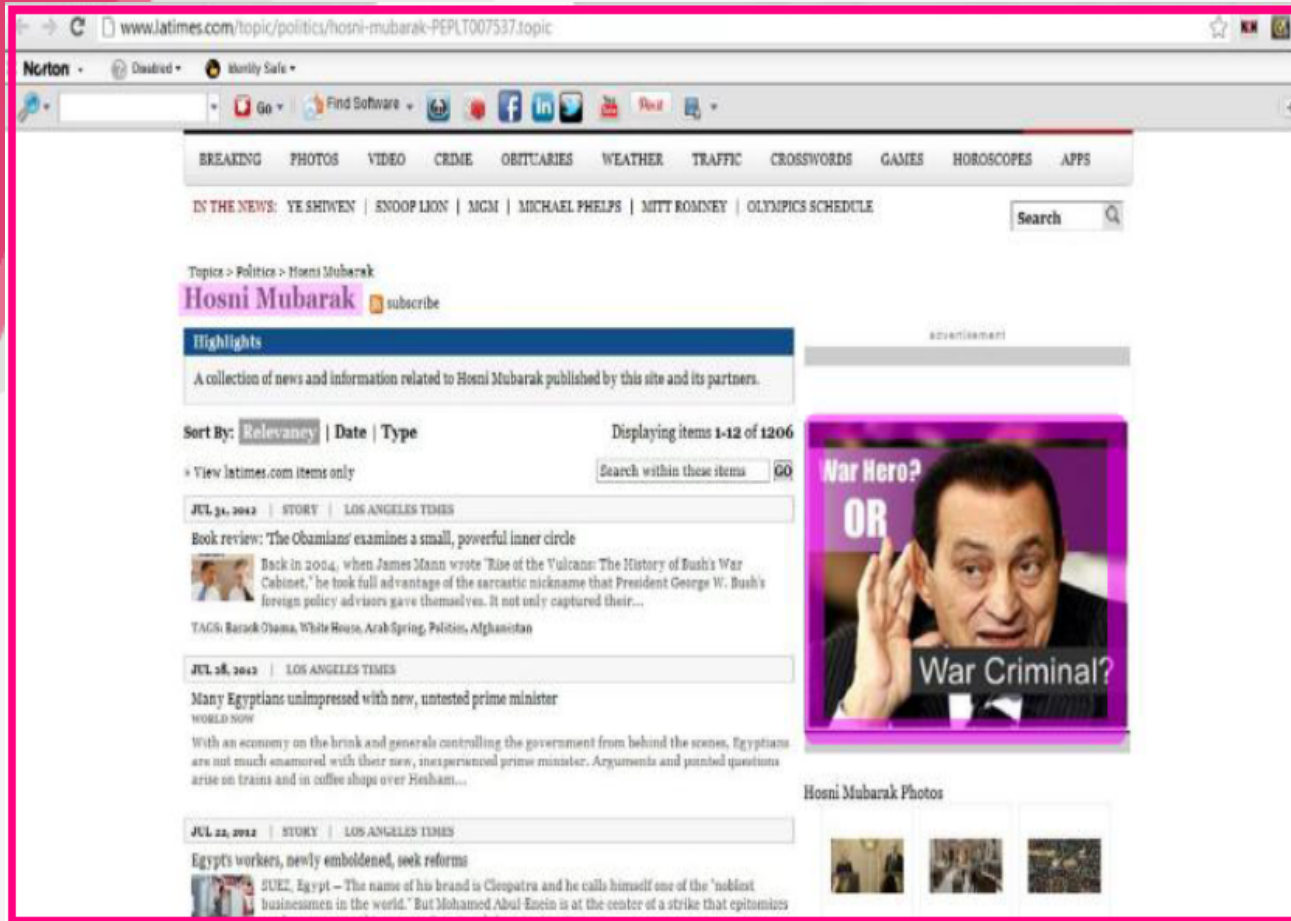 www.latimes.com/topic/politics/hosni-mubarak-PEPLT007537.topic
Norton Disabled Identity Safe
Go Find Software
BREAKING PHOTOS VIDEO CRIME OBITUARIES WEATHER TRAFFIC CROSSWORDS GAMES HOROSCOPES APPS
IN THE NEWS: YE SHIWEN | SNOOP LION | MGM | MICHAEL PHELPS | MITT ROMNEY | OLYMPICS SCHEDULE
Search
Topics > Politics > Hosni Mubarak
Hosni Mubarak subscribe
Highlights
A collection of news and information related to Hosni Mubarak published by this site and its partners.
Sort By: Relevancy | Date | Type
Displaying items 1-12 of 1206
» View latimes.com items only
Search within these items GO
JUL 31, 2012 | STORY | LOS ANGELES TIMES
Book review: 'The Obamians' examines a small, powerful inner circle
Back in 2004, when James Mann wrote "Rise of the Vulcans: The History of Bush's War
Cabinet," he took full advantage of the sarcastic nickname that President George W. Bush's
foreign policy advisors gave themselves. It not only captured their...
TAGS: Barack Obama, White House, Arab Spring, Politics, Afghanistan
JUL 28, 2012 | LOS ANGELES TIMES
Many Egyptians unimpressed with new, untested prime minister
WORLD NOW
With an economy on the brink and generals controlling the government from behind the scenes, Egyptians
are not much enamored with their new, inexperienced prime minister. Arguments and pointed questions
arise on trains and in coffee shops over Hesham...
JUL 22, 2012 | STORY | LOS ANGELES TIMES
Egypt's workers, newly emboldened, seek reforms
SUEZ, Egypt – The name of his brand is Cleopatra and he calls himself one of the "noblest
businessmen in the world." But Mohamed Abul-Enein is at the center of a strike that epitomizes
advertisement
War Hero?
OR
War Criminal?
Hosni Mubarak Photos